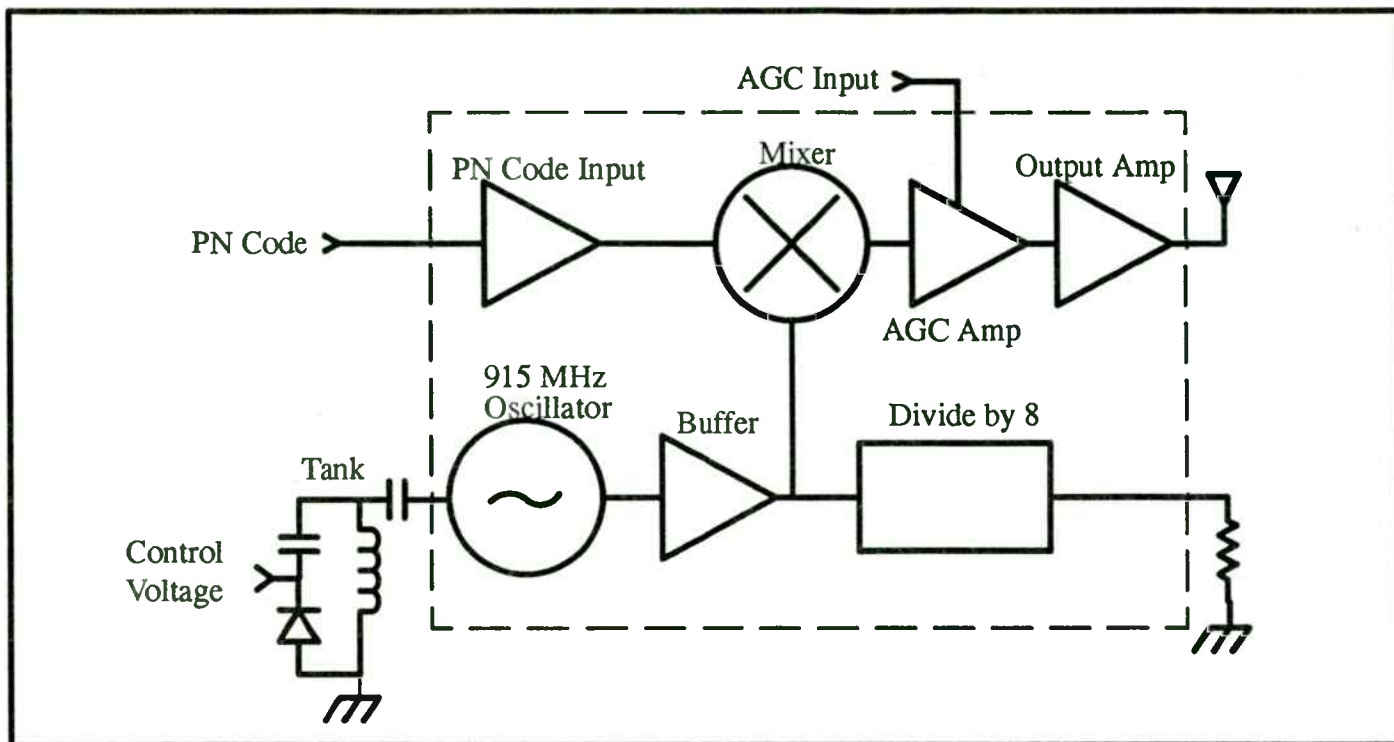 AGC Input
Mixer
PN Code Input
Output Amp
PN Code
AGC Amp
915 MHz
Oscillator
Buffer
Divide by 8
Tank
Control
Voltage